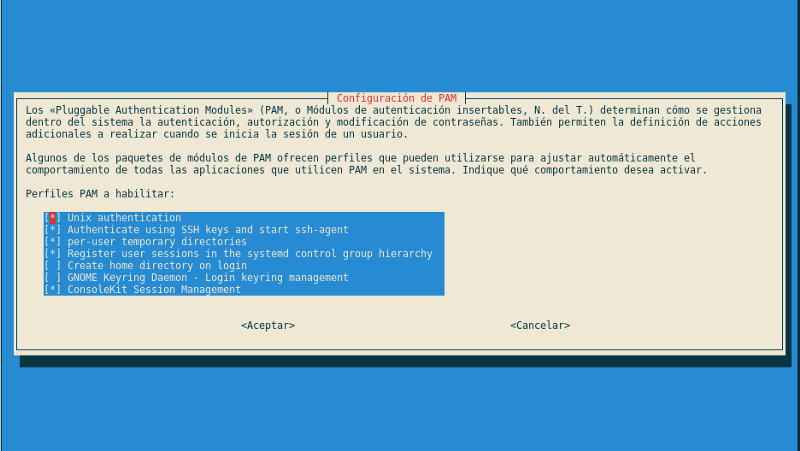 Configuración de PAM
Los «Pluggable Authentication Modules» (PAM, o Módulos de autenticación insertables, N. del T.) determinan cómo se gestiona
dentro del sistema la autenticación, autorización y modificación de contraseñas. También permiten la definición de acciones
adicionales a realizar cuando se inicia la sesión de un usuario.
Algunos de los paquetes de módulos de PAM ofrecen perfiles que pueden utilizarse para ajustar automáticamente el
comportamiento de todas las aplicaciones que utilicen PAM en el sistema. Indique qué comportamiento desea activar.
Perfiles PAM a habilitar:
[*] Unix authentication
[*] Authenticate using SSH keys and start ssh-agent
[*] per-user temporary directories
[*] Register user sessions in the systemd control group hierarchy
[ ] Create home directory on login
[ ] GNOME Keyring Daemon - Login keyring management
[*] ConsoleKit Session Management
<Aceptar> <Cancelar>